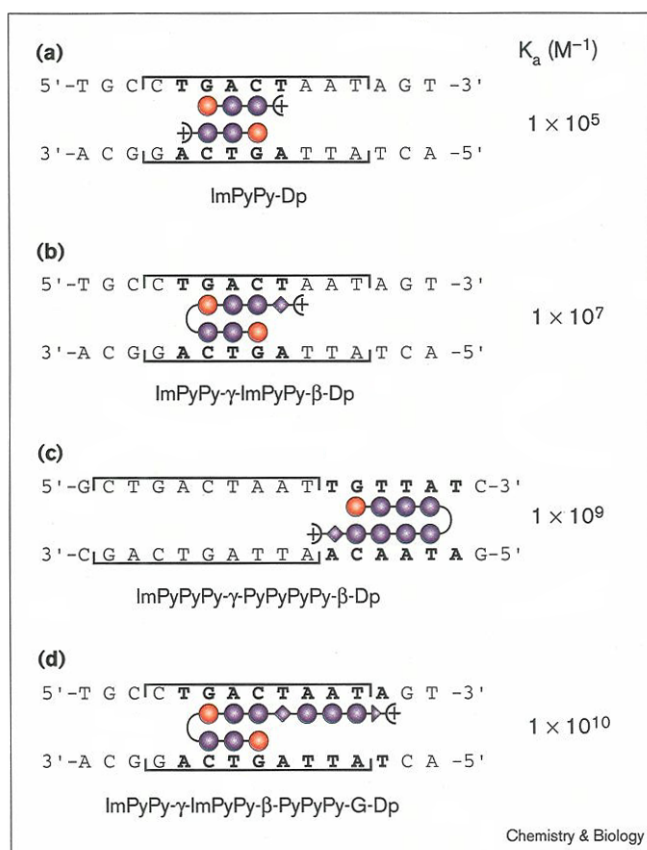 K_a (M⁻¹)
(a)
5'-T G C C T G A C T A A T A G T -3'
1 × 10⁵
3'-A C G G A C T G A T T A T C A -5'
ImPyPy-Dp
(b)
5'-T G C C T G A C T A A T A G T -3'
1 × 10⁷
3'-A C G G A C T G A T T A T C A -5'
ImPyPy-γ-ImPyPy-β-Dp
(c)
5'-G C T G A C T A A T T G T T A T C-3'
1 × 10⁹
3'-C G A C T G A T T A A C A A T A G-5'
ImPyPyPy-γ-PyPyPyPy-β-Dp
(d)
5'-T G C C T G A C T A A T A G T -3'
1 × 10¹⁰
3'-A C G G A C T G A T T A T C A -5'
ImPyPy-γ-ImPyPy-β-PyPyPy-G-Dp
Chemistry & Biology